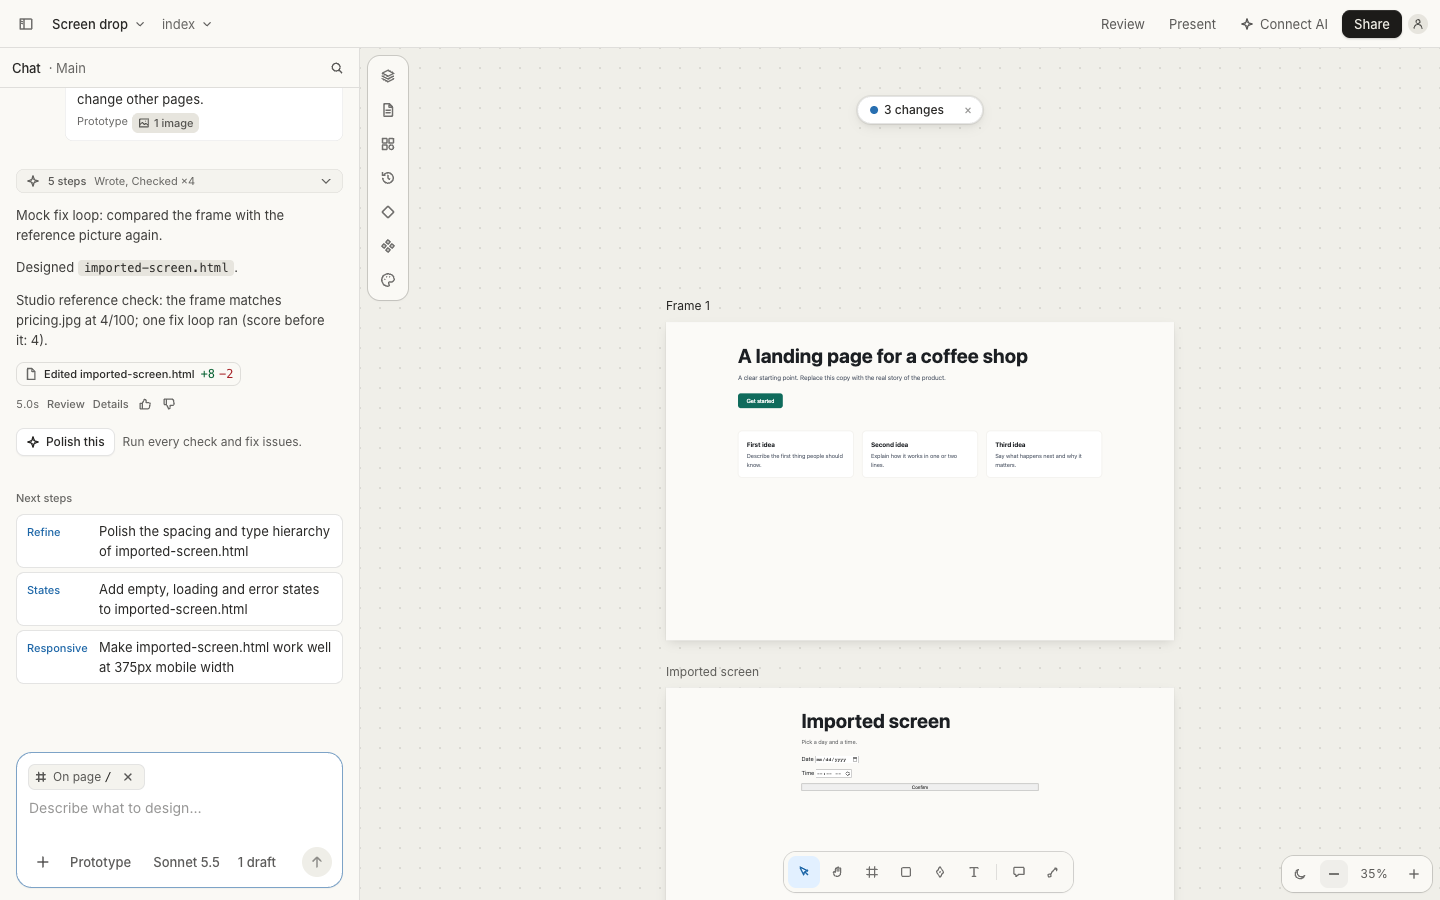 Screen drop
index
Review
Present
Connect AI
Share
Chat · Main
change other pages.
Prototype 1 image
5 steps Wrote, Checked ×4
Mock fix loop: compared the frame with the
reference picture again.
Designed imported-screen.html.
Studio reference check: the frame matches
pricing.jpg at 4/100; one fix loop ran (score before
it: 4).
Edited imported-screen.html +8 −2
5.0s Review Details
Polish this Run every check and fix issues.
Next steps
Refine Polish the spacing and type hierarchy
of imported-screen.html
States Add empty, loading and error states
to imported-screen.html
Responsive Make imported-screen.html work well
at 375px mobile width
On page /
Describe what to design...
Prototype Sonnet 5.5 1 draft
3 changes
Frame 1
A landing page for a coffee shop
A clear starting point. Replace this copy with the real story of the product.
Get started
First idea
Describe the first thing people should
know.
Second idea
Explain how it works in one or two
lines.
Third idea
Say what happens next and why it
matters.
Imported screen
Imported screen
Pick a day and a time.
Date mm/dd/yyyy
Time --:-- --
Confirm
35%